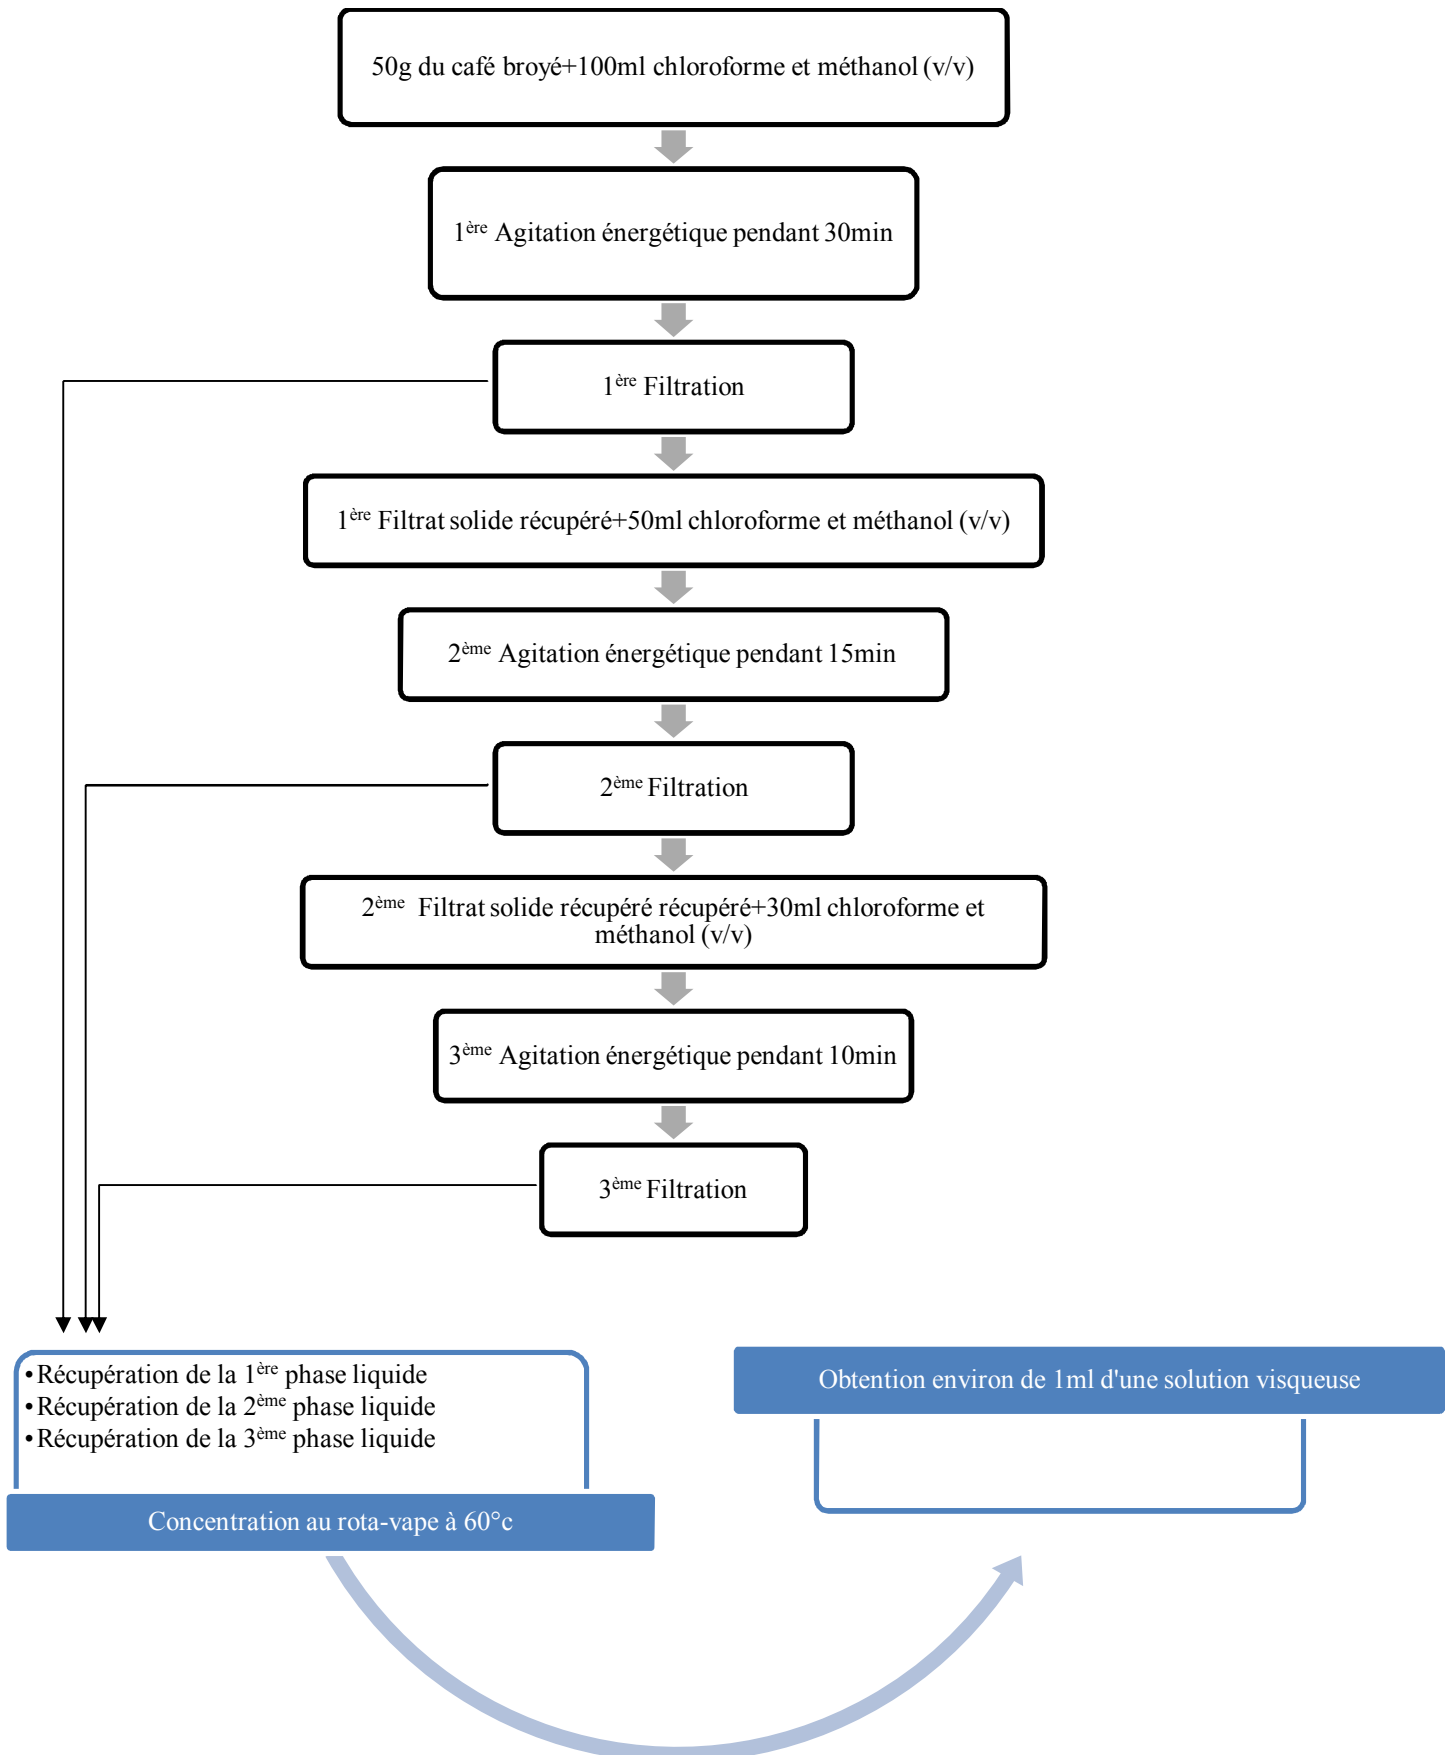 50g du café broyé+100ml chloroforme et méthanol (v/v)
1ère Agitation énergétique pendant 30min
1ère Filtration
1ère Filtrat solide récupéré+50ml chloroforme et méthanol (v/v)
2ème Agitation énergétique pendant 15min
2ème Filtration
2ème Filtrat solide récupéré récupéré+30ml chloroforme et
méthanol (v/v)
3ème Agitation énergétique pendant 10min
3ème Filtration
•Récupération de la 1ère phase liquide
•Récupération de la 2ème phase liquide
•Récupération de la 3ème phase liquide
Concentration au rota-vape à 60°c
Obtention environ de 1ml d'une solution visqueuse